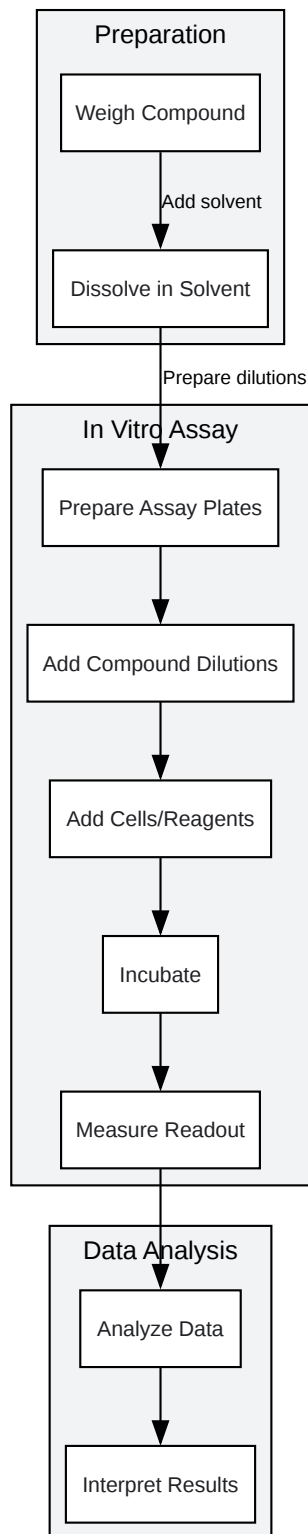 Preparation
Weigh Compound
Add solvent
Dissolve in Solvent
Prepare dilutions
In Vitro Assay
Prepare Assay Plates
Add Compound Dilutions
Add Cells/Reagents
Incubate
Measure Readout
Data Analysis
Analyze Data
Interpret Results